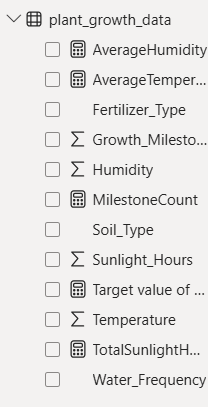 plant_growth_data
AverageHumidity
AverageTemper...
Fertilizer_Type
Growth_Milesto...
Humidity
MilestoneCount
Soil_Type
Sunlight_Hours
Target value of ...
Temperature
TotalSunlightH...
Water_Frequency